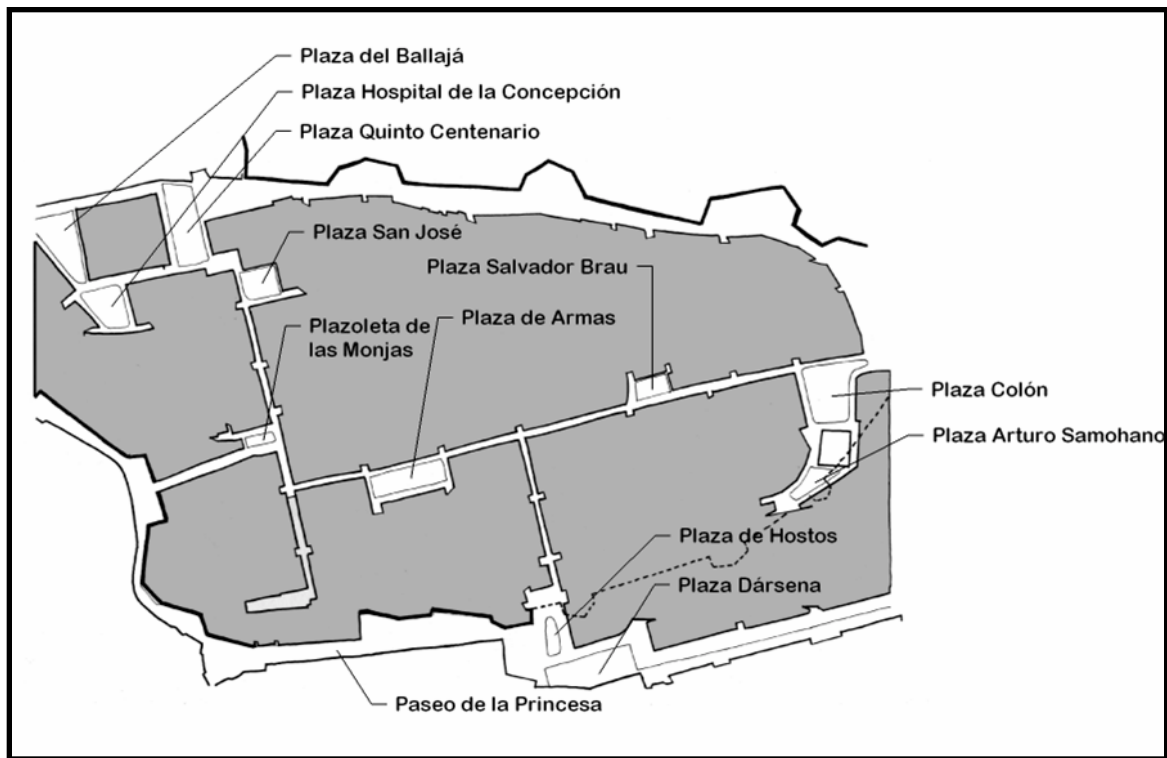 Plaza del Ballajá
Plaza Hospital de la Concepción
Plaza Quinto Centenario
Plaza San José
Plaza Salvador Brau
Plaza de Armas
Plazoleta de
las Monjas
Plaza Colón
Plaza Arturo Samohano
Plaza de Hostos
Plaza Dársena
Paseo de la Princesa